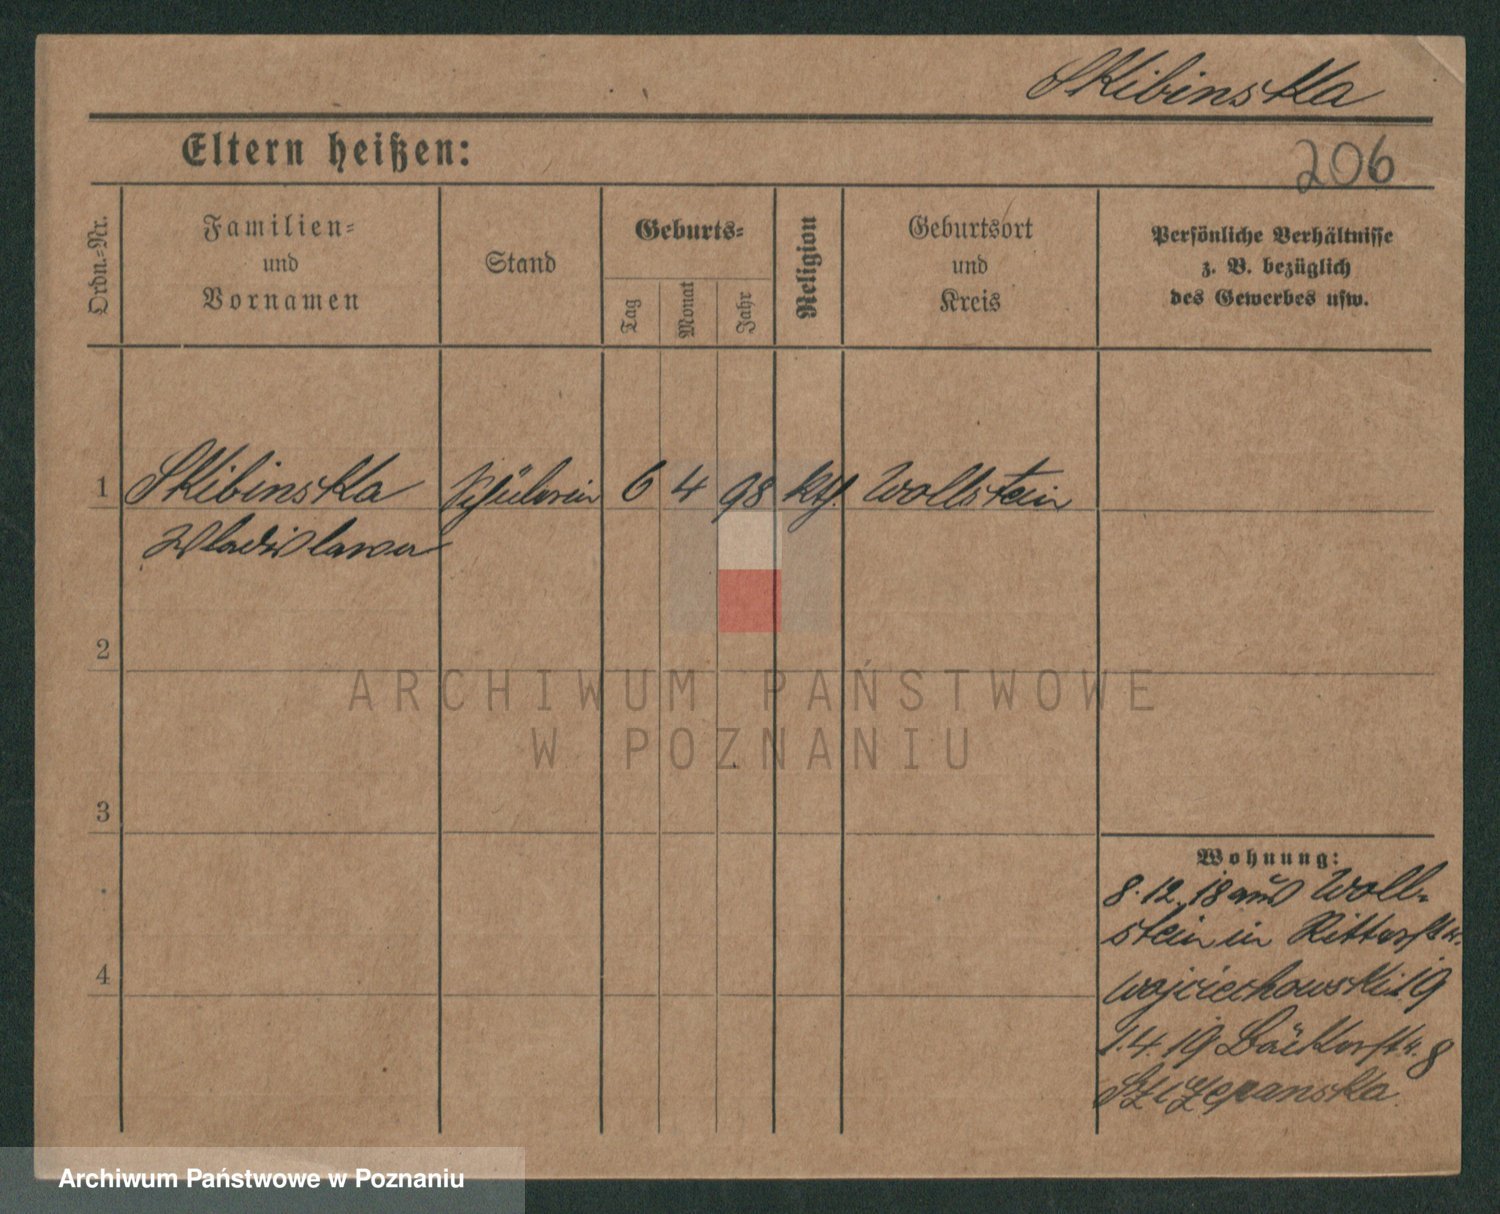 Skibinska
Eltern heißen:
206
Ordn.-Nr.
Familien-
und
Vornamen
Stand
Geburts-
Tag
Monat
Jahr
Religion
Geburtsort
und
Kreis
Persönliche Verhältnisse
z. B. bezüglich
des Gewerbes usw.
1 Skibinska Schülerin 6 4 98 kth. Wollstein
Wladislawa
2
ARCHIWUM PAŃSTWOWE
W POZNANIU
3
Wohnung:
8.12.18 aus Woll-
stein in Ritterstr.
4
Wojciechowski 19
1.4.19 Bäckerstr. 8
Szczepanska
Archiwum Państwowe w Poznaniu